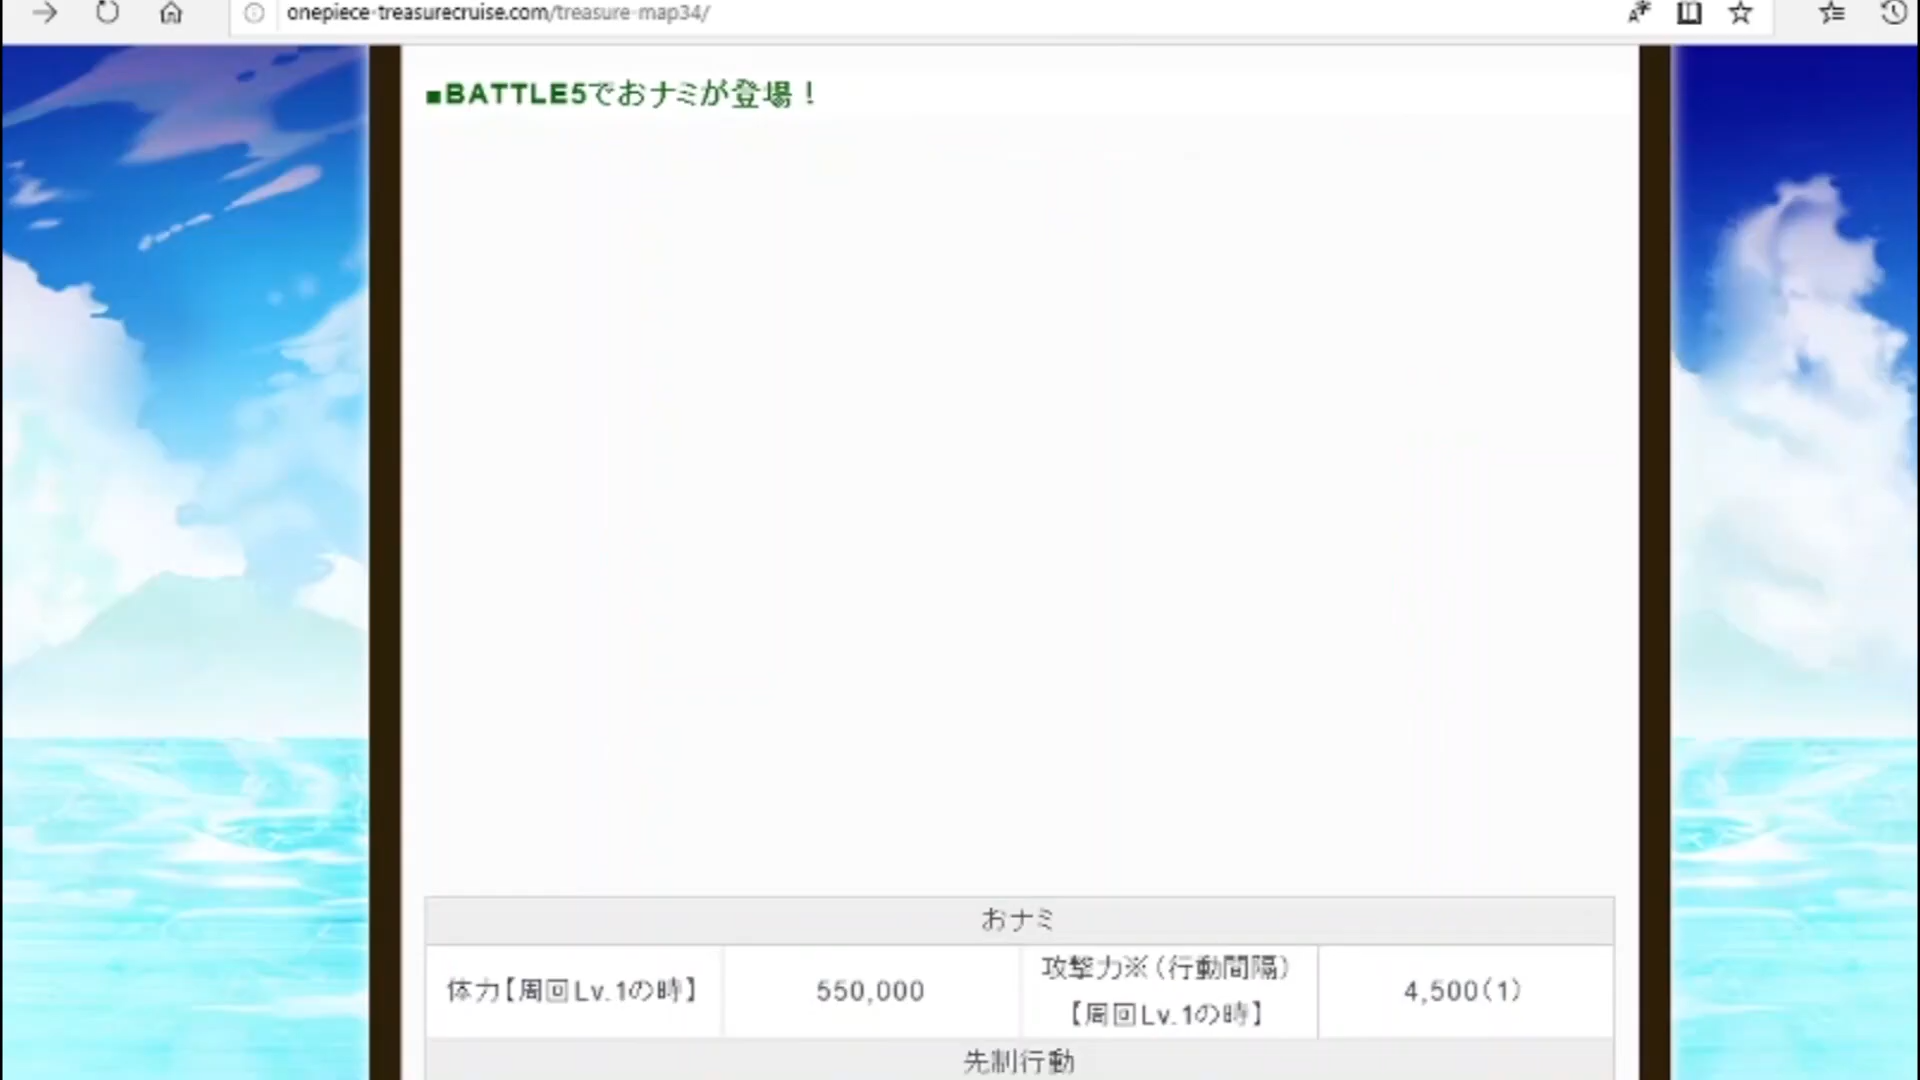 onepiece-treasurecruise.com/treasure-map34/
■BATTLE5でおナミが登場！
おナミ
体力【周回Lv.1の時】
550,000
攻撃力※(行動間隔)
【周回Lv.1の時】
4,500(1)
先制行動